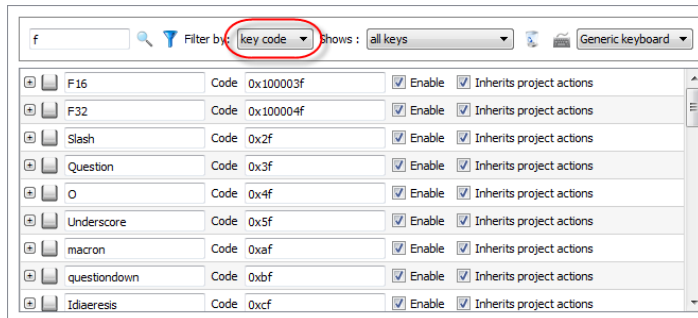 f Filter by: key code Shows : all keys Generic keyboard
F16 Code 0x100003f Enable Inherits project actions
F32 Code 0x100004f Enable Inherits project actions
Slash Code 0x2f Enable Inherits project actions
Question Code 0x3f Enable Inherits project actions
O Code 0x4f Enable Inherits project actions
Underscore Code 0x5f Enable Inherits project actions
macron Code 0xaf Enable Inherits project actions
questiondown Code 0xbf Enable Inherits project actions
Idiaeresis Code 0xcf Enable Inherits project actions